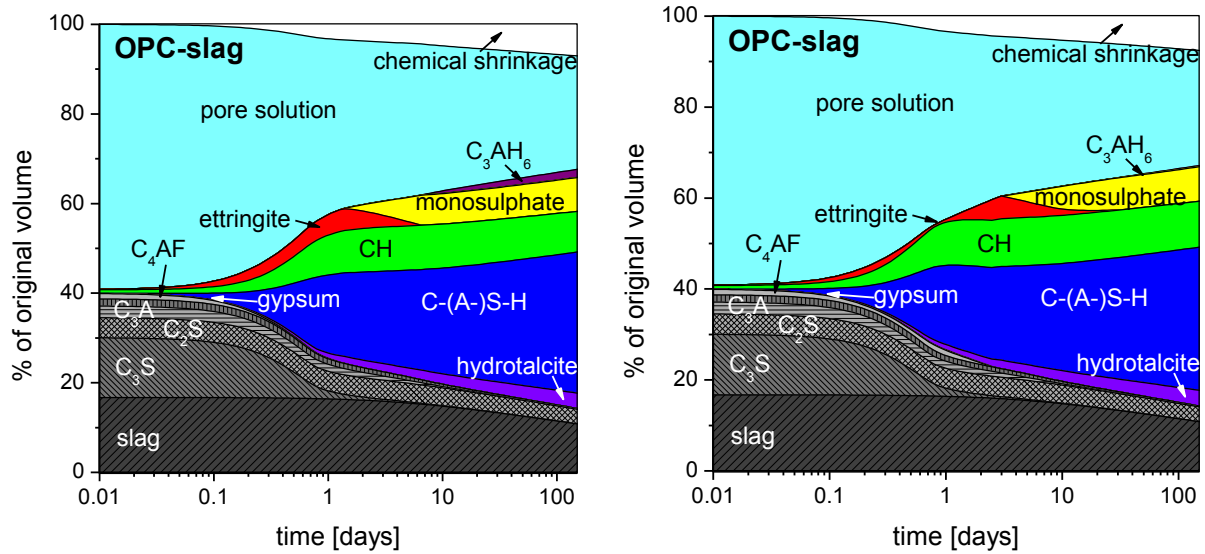 OPC-slag
chemical shrinkage
pore solution
C₃AH₆
monosulphate
ettringite
CH
C₄AF
gypsum
C-(A-)S-H
C₃A
C₂S
hydrotalcite
C₃S
slag
% of original volume
100
80
60
40
20
0
0.01
0.1
1
10
100
time [days]
OPC-slag
chemical shrinkage
pore solution
C₃AH₆
monosulphate
ettringite
CH
C₄AF
gypsum
C-(A-)S-H
C₃A
C₂S
hydrotalcite
C₃S
slag
% of original volume
100
80
60
40
20
0
0.01
0.1
1
10
100
time [days]